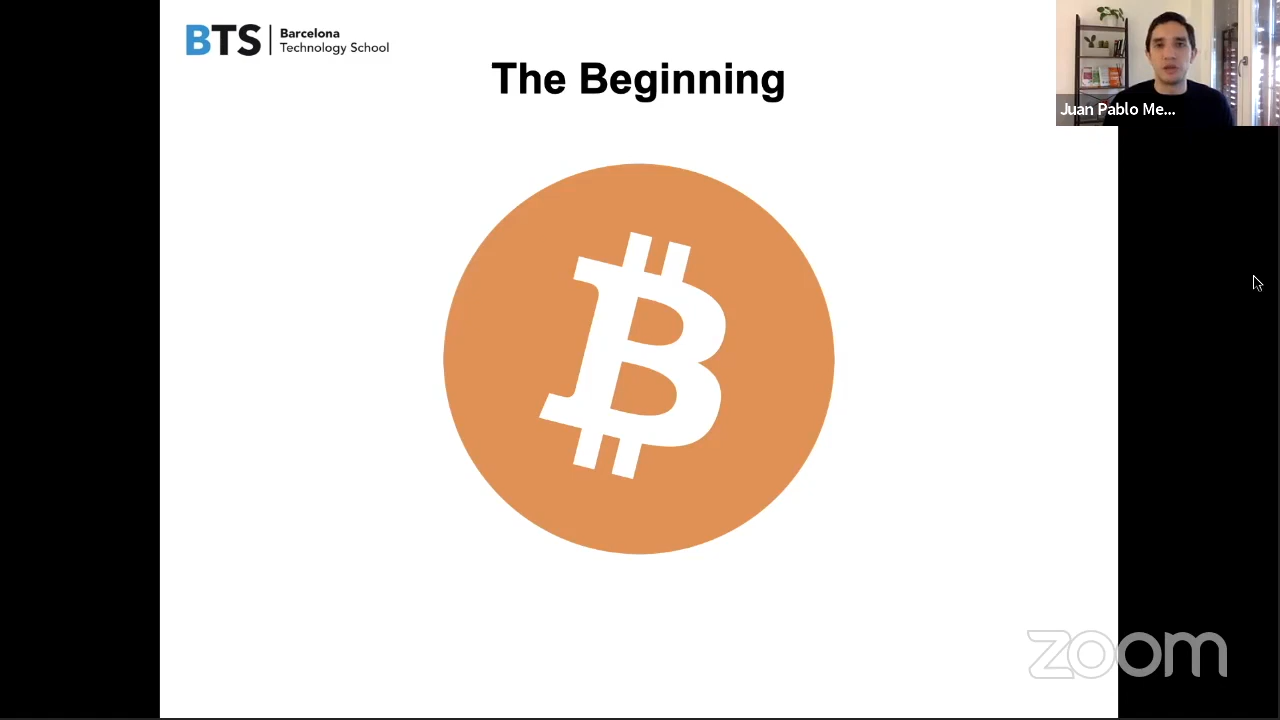 BTS
Barcelona
Technology School
The Beginning
Juan Pablo Me...
zoom